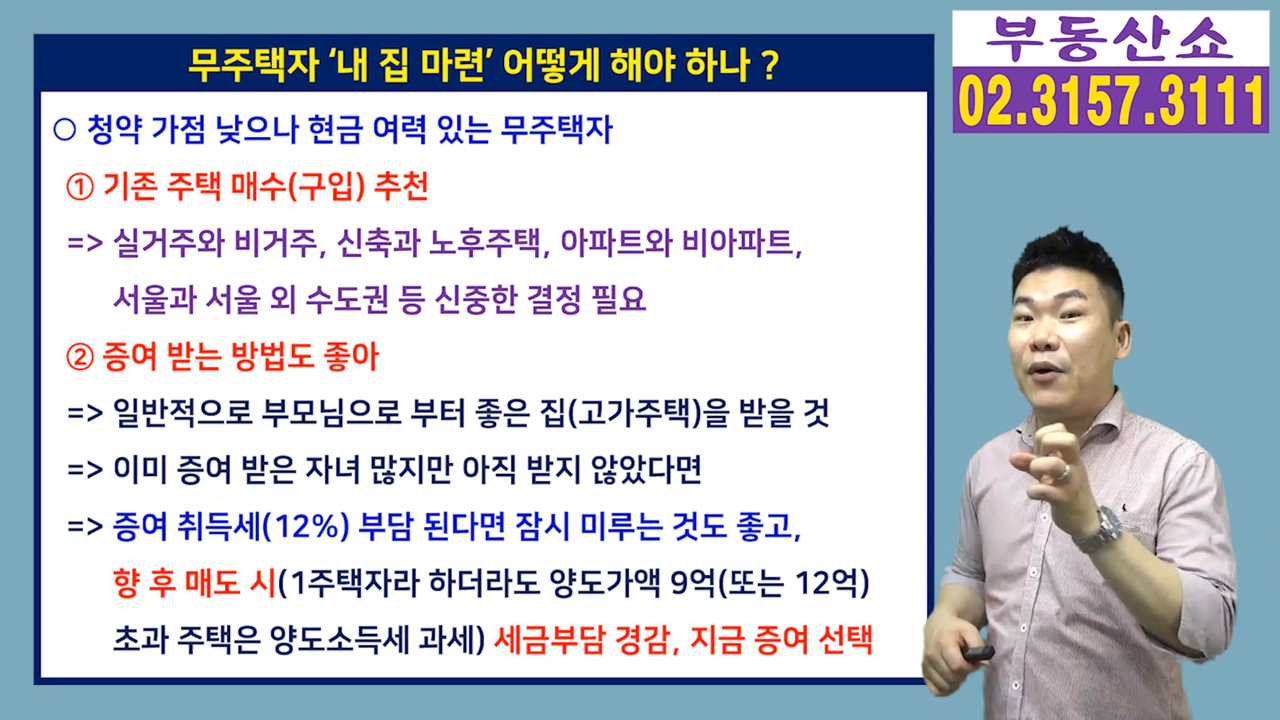 무주택자 ‘내 집 마련’ 어떻게 해야 하나 ?
부동산쇼
02.3157.3111
○ 청약 가점 낮으나 현금 여력 있는 무주택자
① 기존 주택 매수(구입) 추천
=> 실거주와 비거주, 신축과 노후주택, 아파트와 비아파트,
서울과 서울 외 수도권 등 신중한 결정 필요
② 증여 받는 방법도 좋아
=> 일반적으로 부모님으로 부터 좋은 집(고가주택)을 받을 것
=> 이미 증여 받은 자녀 많지만 아직 받지 않았다면
=> 증여 취득세(12%) 부담 된다면 잠시 미루는 것도 좋고,
향 후 매도 시(1주택자라 하더라도 양도가액 9억(또는 12억)
초과 주택은 양도소득세 과세) 세금부담 경감, 지금 증여 선택